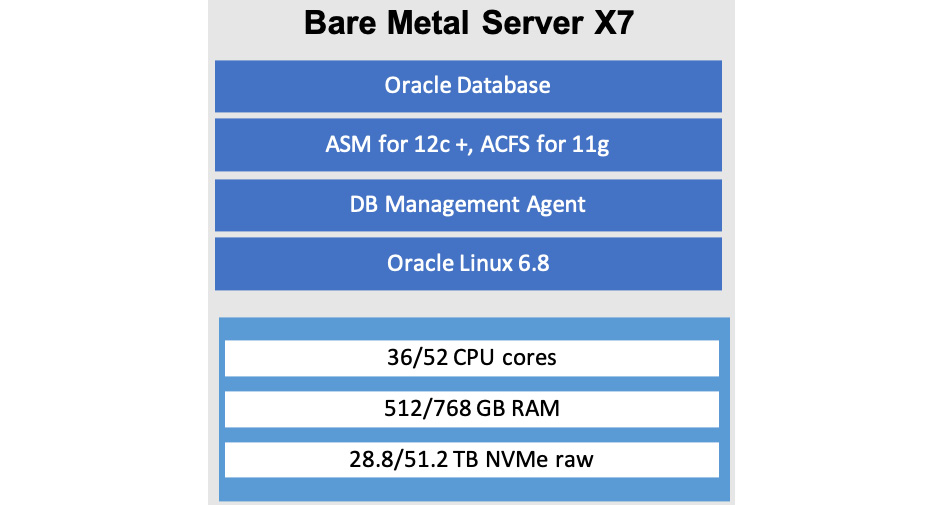 Bare Metal Server X7
Oracle Database
ASM for 12c +, ACFS for 11g
DB Management Agent
Oracle Linux 6.8
36/52 CPU cores
512/768 GB RAM
28.8/51.2 TB NVMe raw